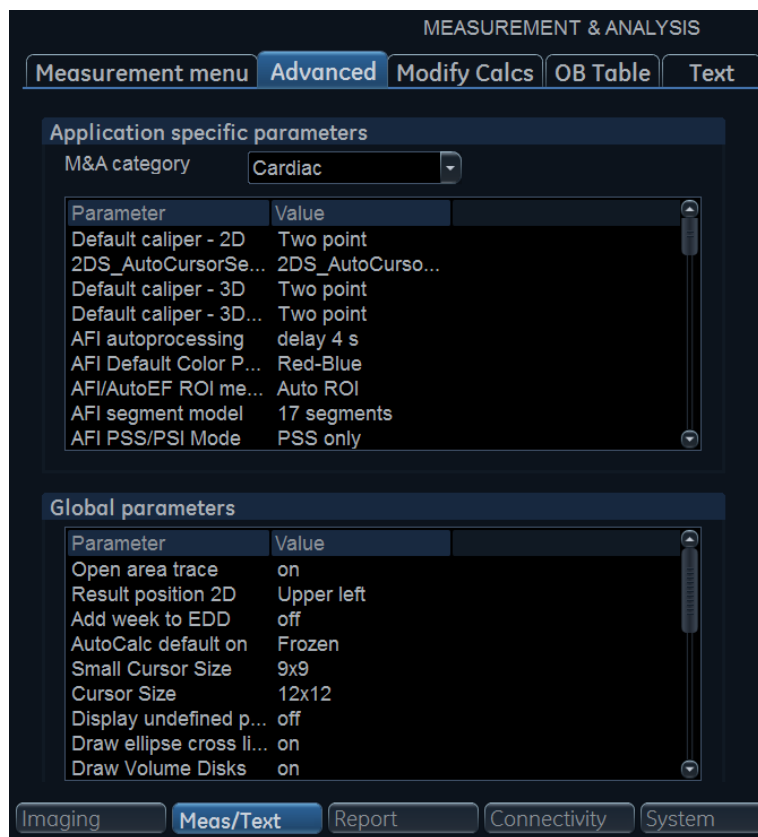 MEASUREMENT & ANALYSIS
Measurement menu Advanced Modify Calcs OB Table Text
Application specific parameters
M&A category Cardiac
Parameter Value
Default caliper - 2D Two point
2DS_AutoCursorSe... 2DS_AutoCurso...
Default caliper - 3D Two point
Default caliper - 3D... Two point
AFI autoprocessing delay 4 s
AFI Default Color P... Red-Blue
AFI/AutoEF ROI me... Auto ROI
AFI segment model 17 segments
AFI PSS/PSI Mode PSS only
Global parameters
Parameter Value
Open area trace on
Result position 2D Upper left
Add week to EDD off
AutoCalc default on Frozen
Small Cursor Size 9x9
Cursor Size 12x12
Display undefined p... off
Draw ellipse cross li... on
Draw Volume Disks on
Imaging Meas/Text Report Connectivity System